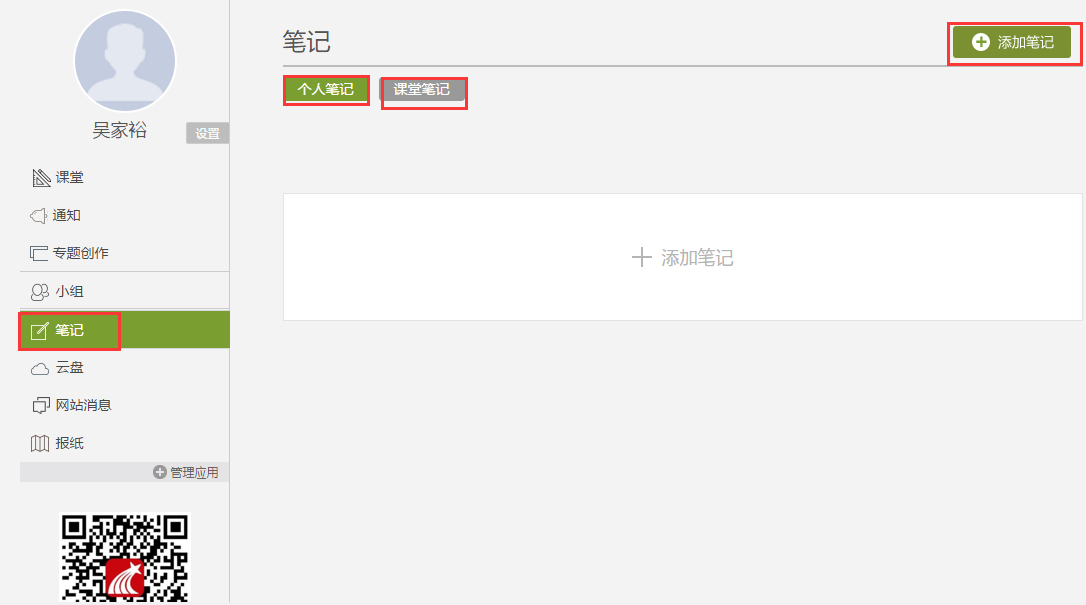 吴家裕
设置
课堂
通知
专题创作
小组
笔记
云盘
网站消息
报纸
管理应用
笔记
添加笔记
个人笔记
课堂笔记
添加笔记